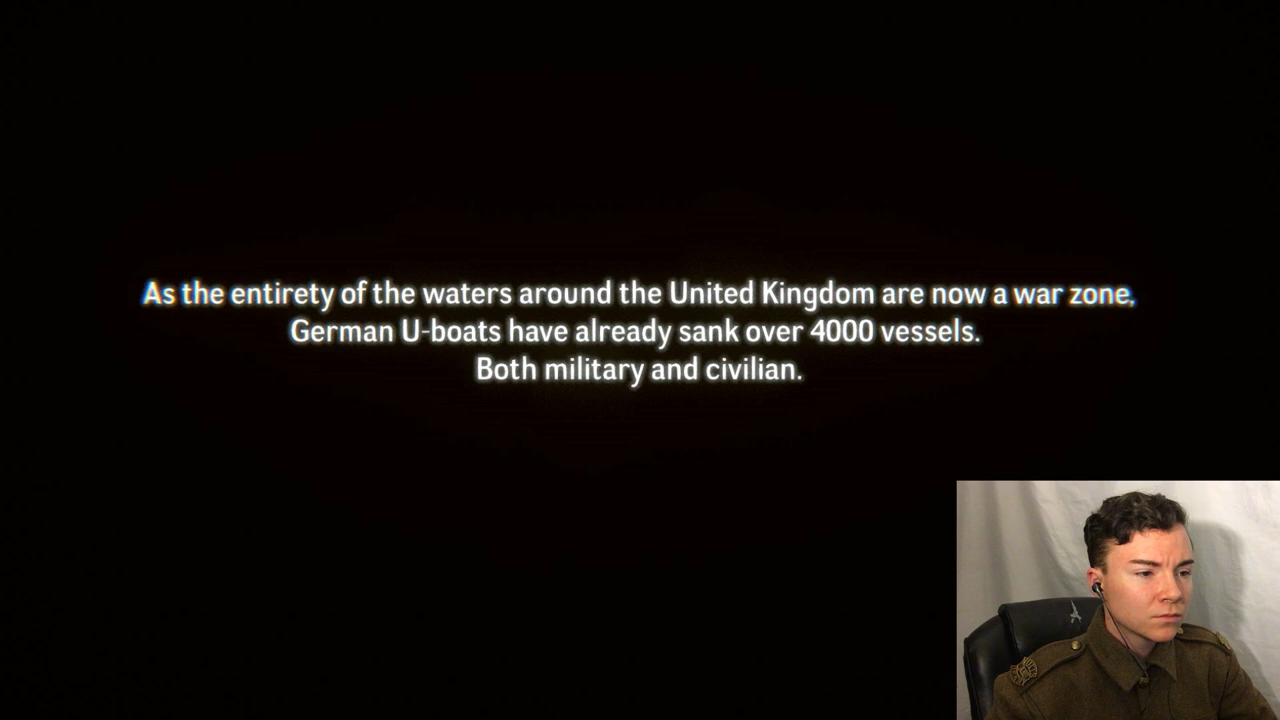 As the entirety of the waters around the United Kingdom are now a war zone,
German U-boats have already sank over 4000 vessels.
Both military and civilian.